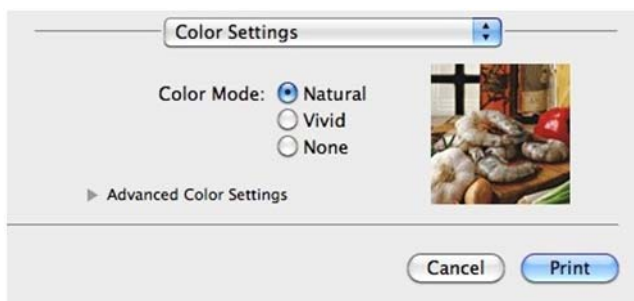 Color Settings
Color Mode: Natural
Vivid
None
Advanced Color Settings
Cancel Print